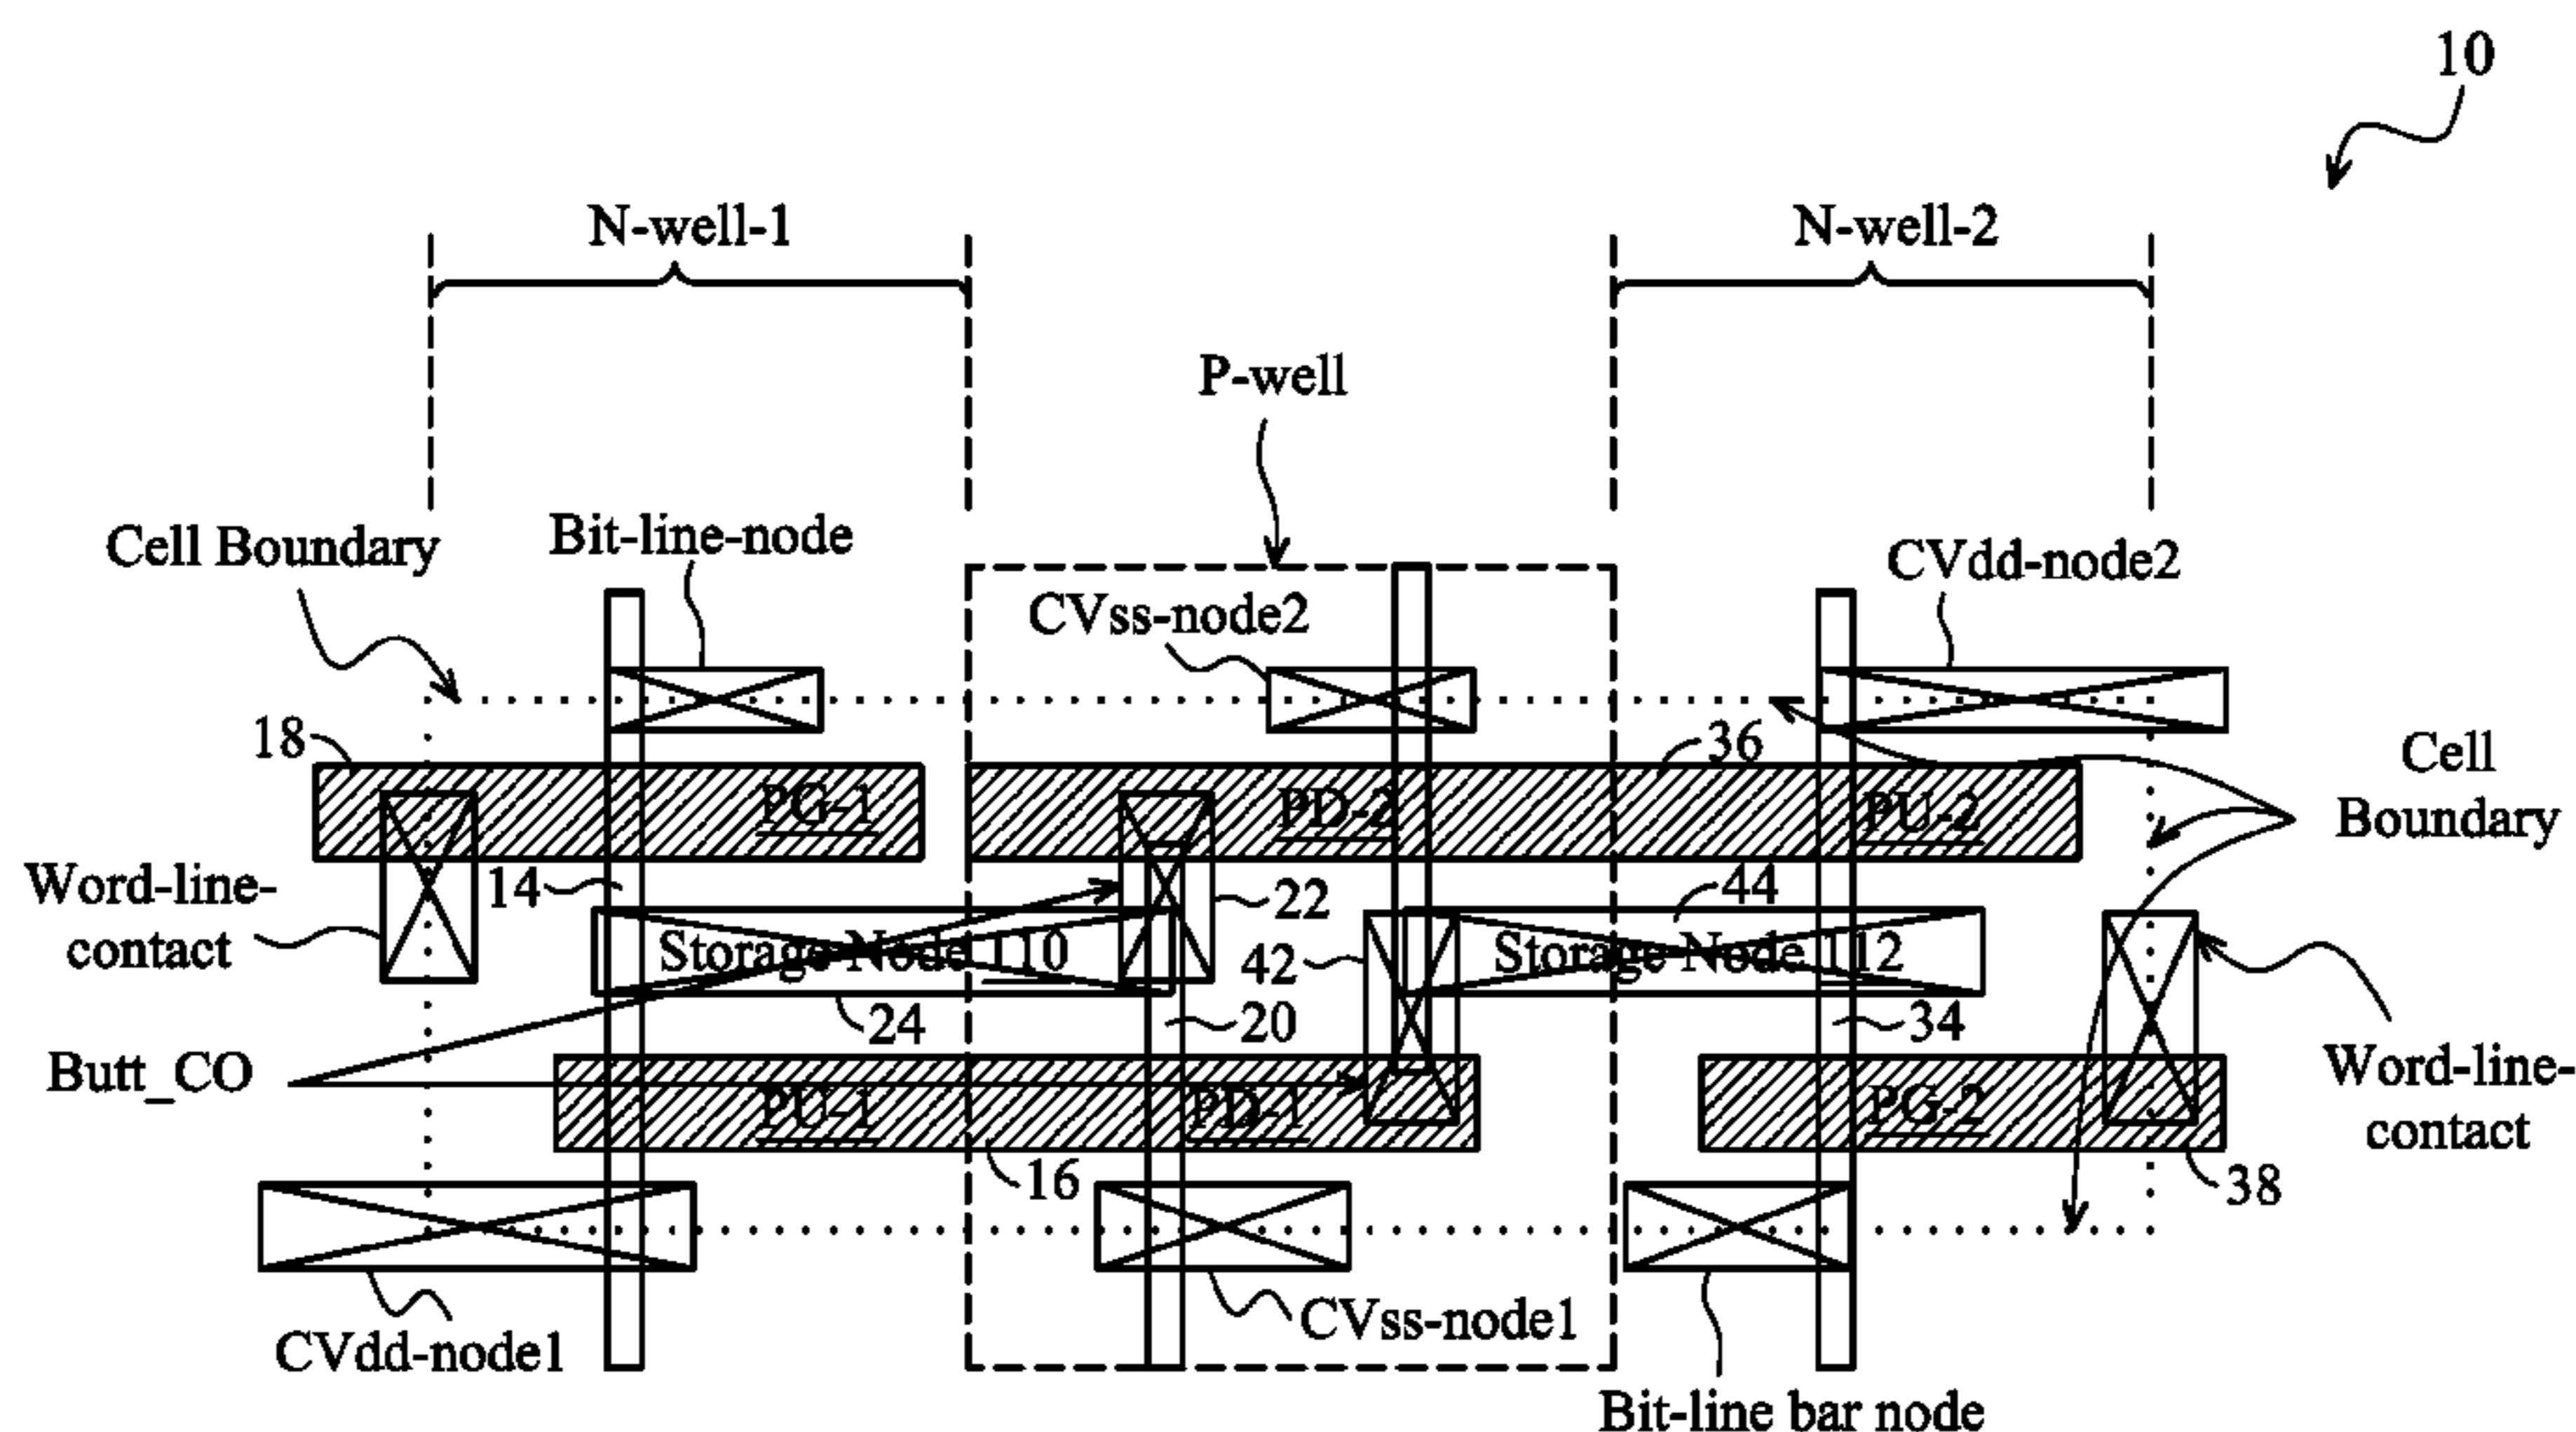 10
N-well-1
N-well-2
P-well
Cell Boundary
Bit-line-node
CVss-node2
CVdd-node2
18
36
Cell
Boundary
PG-1
PD-2
PU-2
Word-line-
contact
14
22
44
Storage Node 110
42
Storage Node 112
24
20
34
Butt_CO
PU-1
PD-1
PG-2
Word-line-
contact
16
38
CVdd-node1
CVss-node1
Bit-line bar node